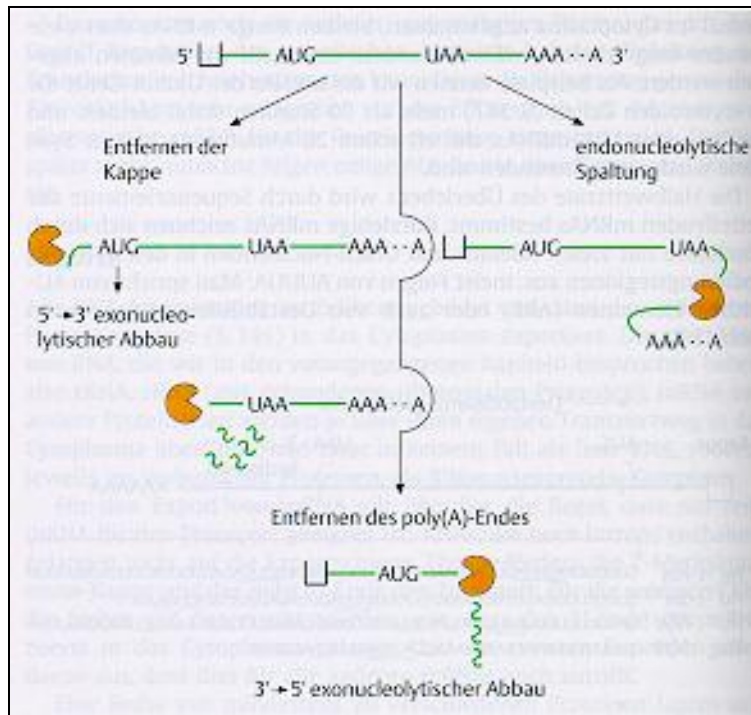 5' AUG UAA AAA··A 3'
Entfernen der
Kappe
endonucleolytische
Spaltung
AUG UAA AAA··A AUG UAA
5'→3' exonucleo-
lytischer Abbau
AAA··A
UAA AAA··A
Entfernen des poly(A)-Endes
AUG
3'→5' exonucleolytischer Abbau